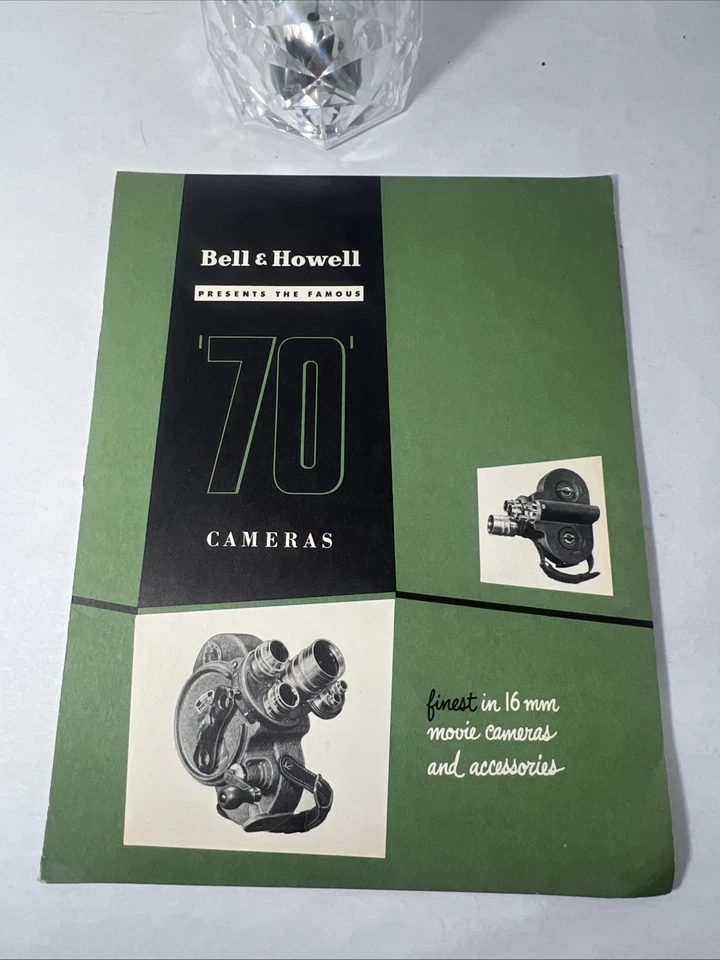 Bell & Howell
PRESENTS THE FAMOUS
'70'
CAMERAS
finest in 16 mm
movie cameras
and accessories